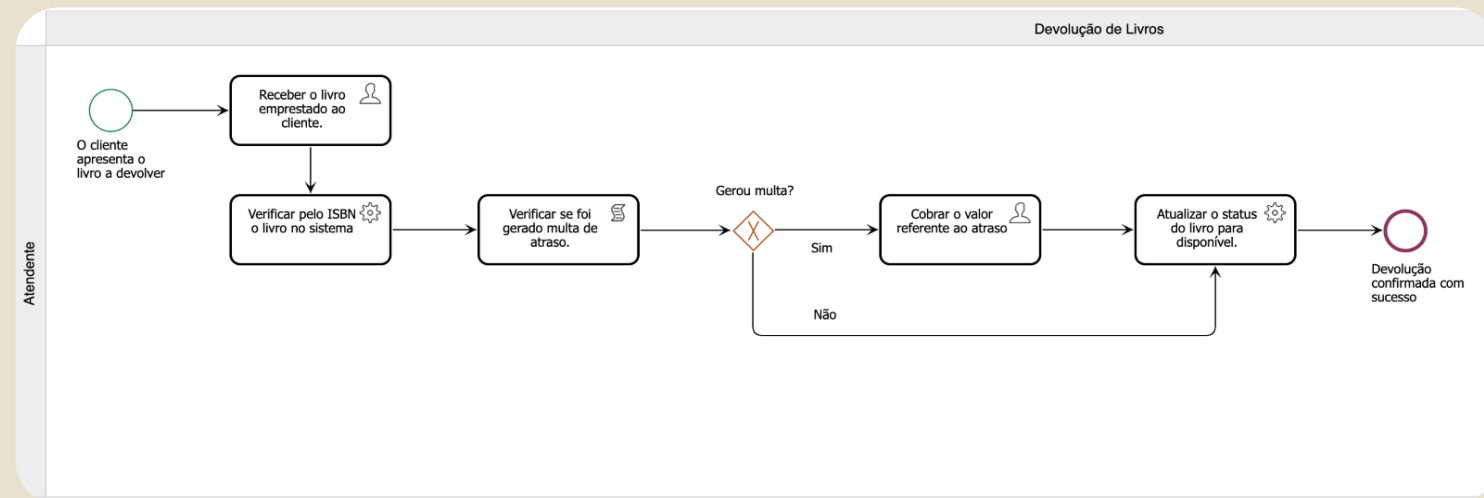 Devolução de Livros
Atendente
O cliente
apresenta o
livro a devolver
Receber o livro
emprestado ao
cliente.
Verificar pelo ISBN
o livro no sistema
Verificar se foi
gerado multa de
atraso.
Gerou multa?
Sim
Não
Cobrar o valor
referente ao atraso
Atualizar o status
do livro para
disponível.
Devolução
confirmada com
sucesso